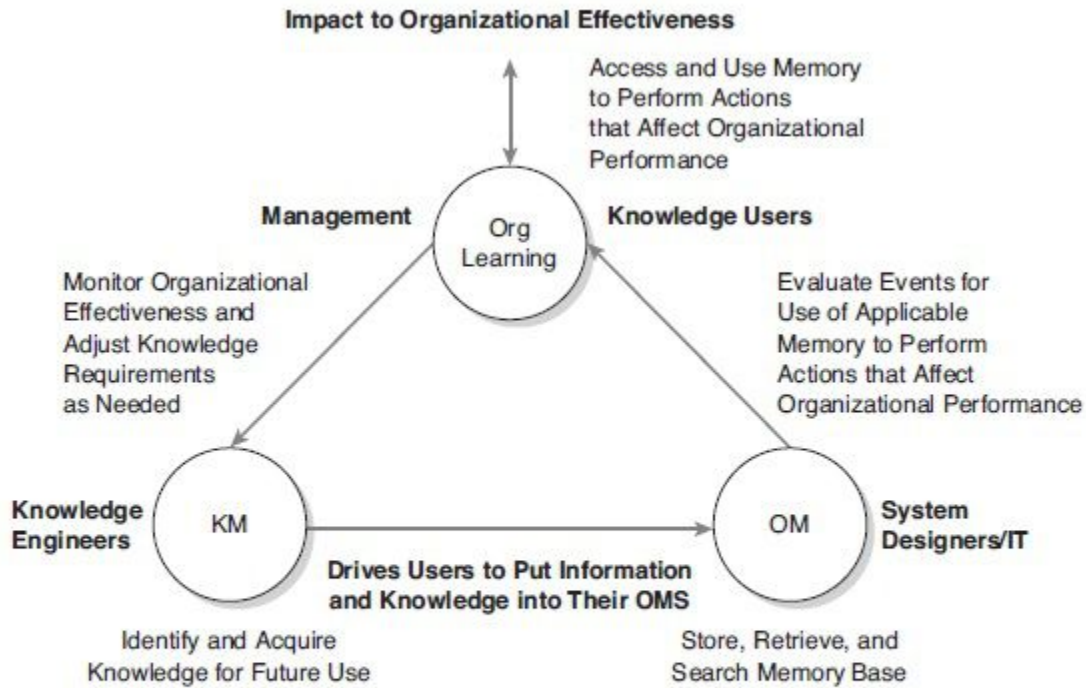 Impact to Organizational Effectiveness
Access and Use Memory
to Perform Actions
that Affect Organizational
Performance
Management
Org
Learning
Knowledge Users
Monitor Organizational
Effectiveness and
Adjust Knowledge
Requirements
as Needed
Evaluate Events for
Use of Applicable
Memory to Perform
Actions that Affect
Organizational Performance
Knowledge
Engineers
KM
OM
System
Designers/IT
Drives Users to Put Information
and Knowledge into Their OMS
Identify and Acquire
Knowledge for Future Use
Store, Retrieve, and
Search Memory Base